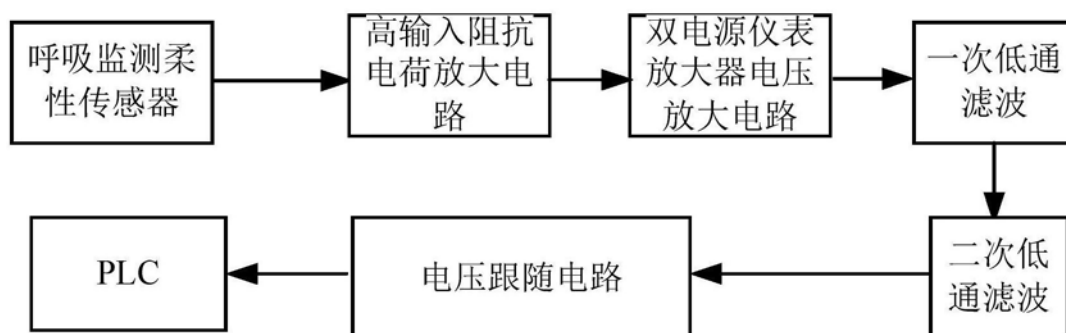 呼吸监测柔
性传感器
高输入阻抗
电荷放大电
路
双电源仪表
放大器电压
放大电路
一次低通
滤波
二次低
通滤波
电压跟随电路
PLC